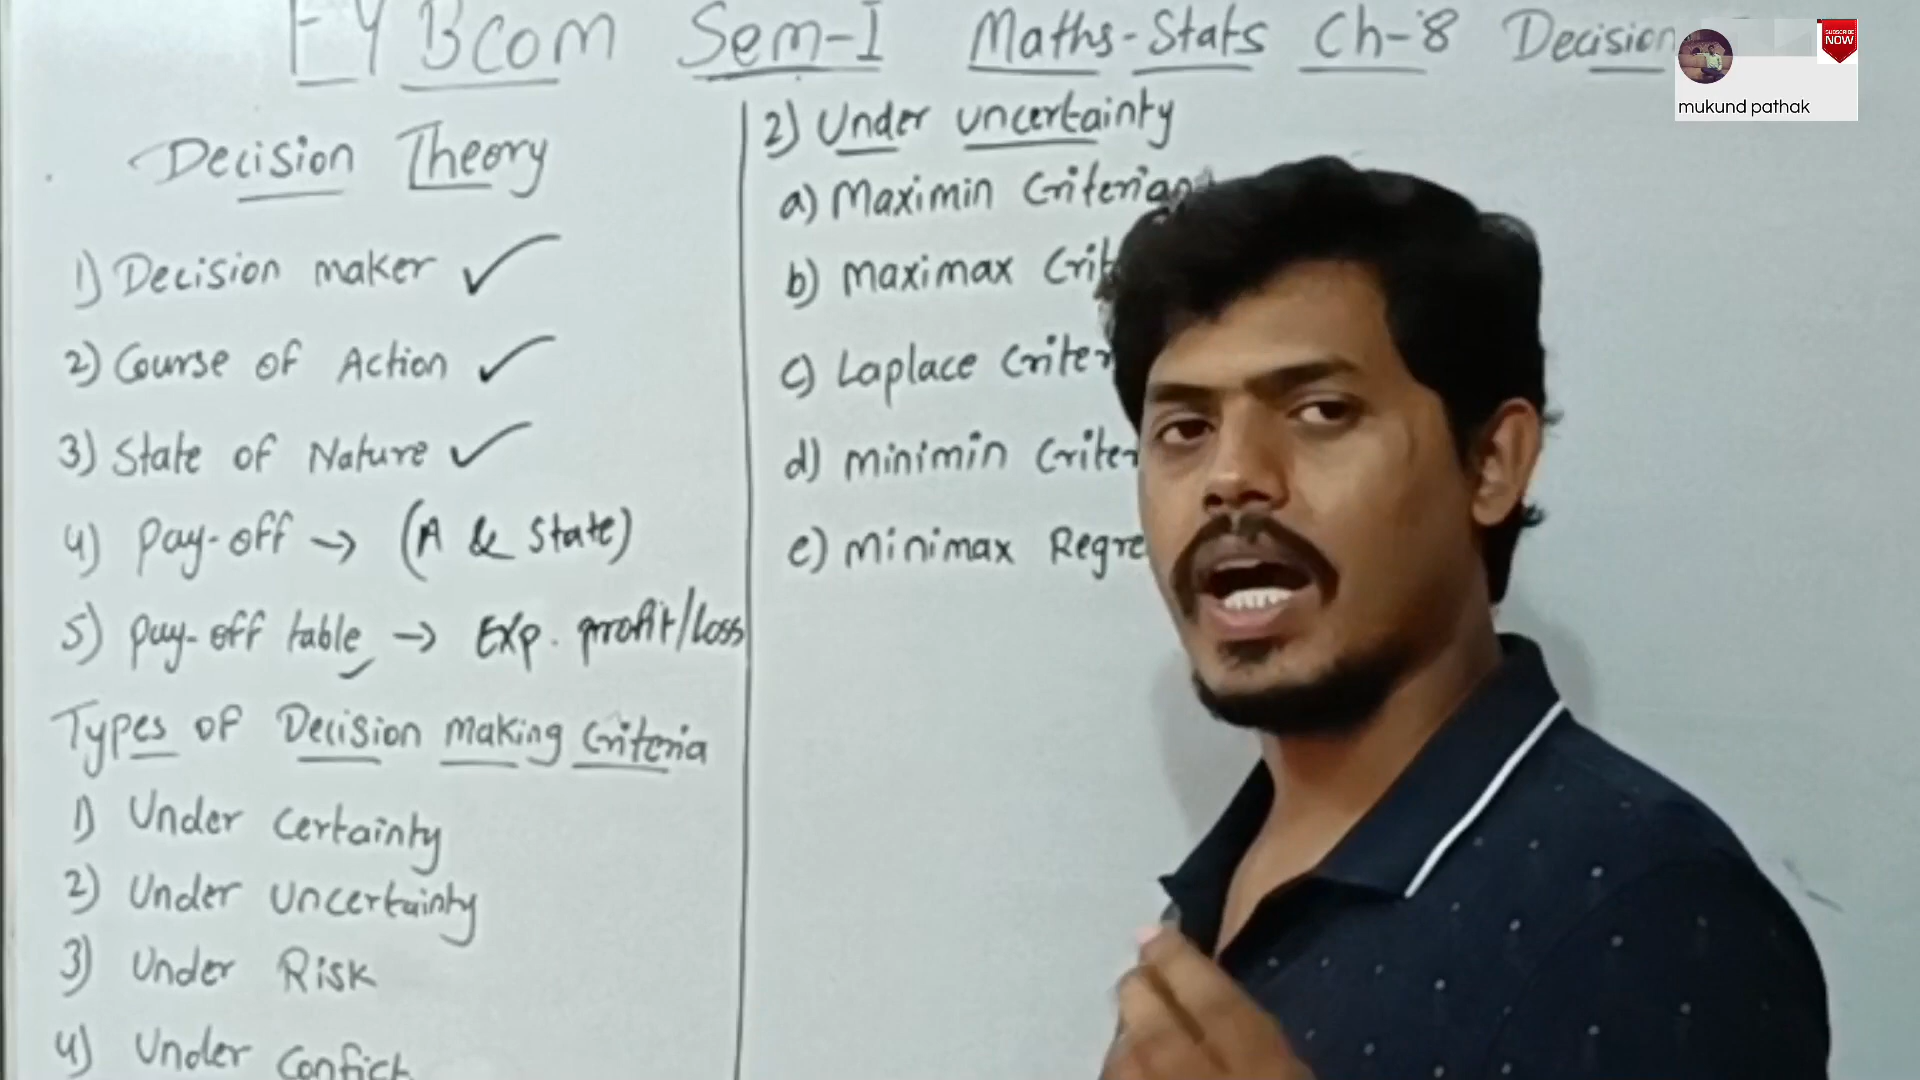 FY Bcom Sem-I Maths-Stats Ch-8 Decision
SUBSCRIBE NOW
mukund pathak
Decision Theory
1) Decision maker ✓
2) Course of Action ✓
3) State of Nature ✓
4) Pay-off → (A & State)
5) Pay-off table → Exp. profit/Loss
Types of Decision Making Criteria
1) Under Certainty
2) Under Uncertainty
3) Under Risk
4) Under Confict
2) Under uncertainty
a) Maximin Criterian
b) Maximax Crit
c) Laplace Criter
d) Minimin Criter
e) Minimax Regre